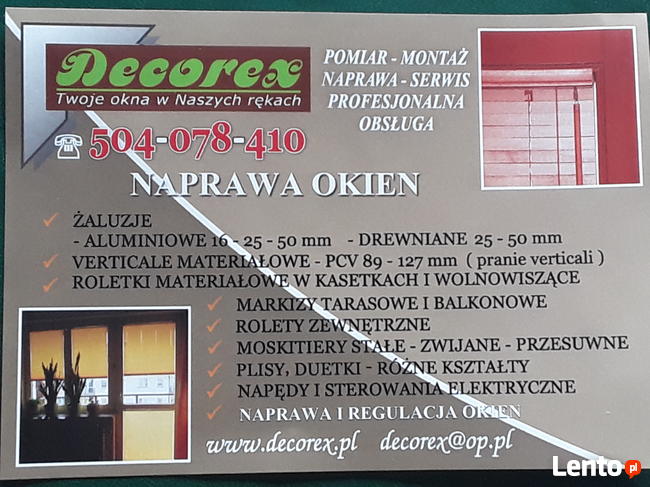 Decorex
Twoje okna w Naszych rękach
POMIAR - MONTAŻ
NAPRAWA - SERWIS
PROFESJONALNA
OBSŁUGA
504-078-410
NAPRAWA OKIEN
ŻALUZJE
- ALUMINIOWE 16 - 25 - 50 mm - DREWNIANE 25 - 50 mm
VERTICALE MATERIAŁOWE - PCV 89 - 127 mm ( pranie verticali )
ROLETKI MATERIAŁOWE W KASETKACH I WOLNOWISZĄCE
MARKIZY TARASOWE I BALKONOWE
ROLETY ZEWNĘTRZNE
MOSKITIERY STAŁE - ZWIJANE - PRZESUWNE
PLISY, DUETKI - RÓŻNE KSZTAŁTY
NAPĘDY I STEROWANIA ELEKTRYCZNE
NAPRAWA I REGULACJA OKIEN
www.decorex.pl decorex@op.pl
Lento.pl